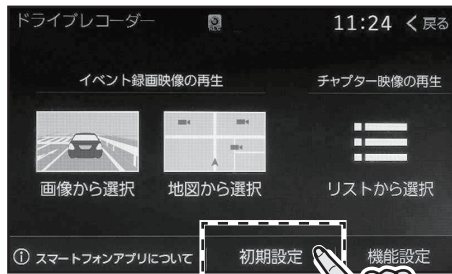 ドライブレコーダー
11:24
戻る
イベント録画映像の再生
チャプター映像の再生
画像から選択
地図から選択
リストから選択
スマートフォンアプリについて
初期設定
機能設定